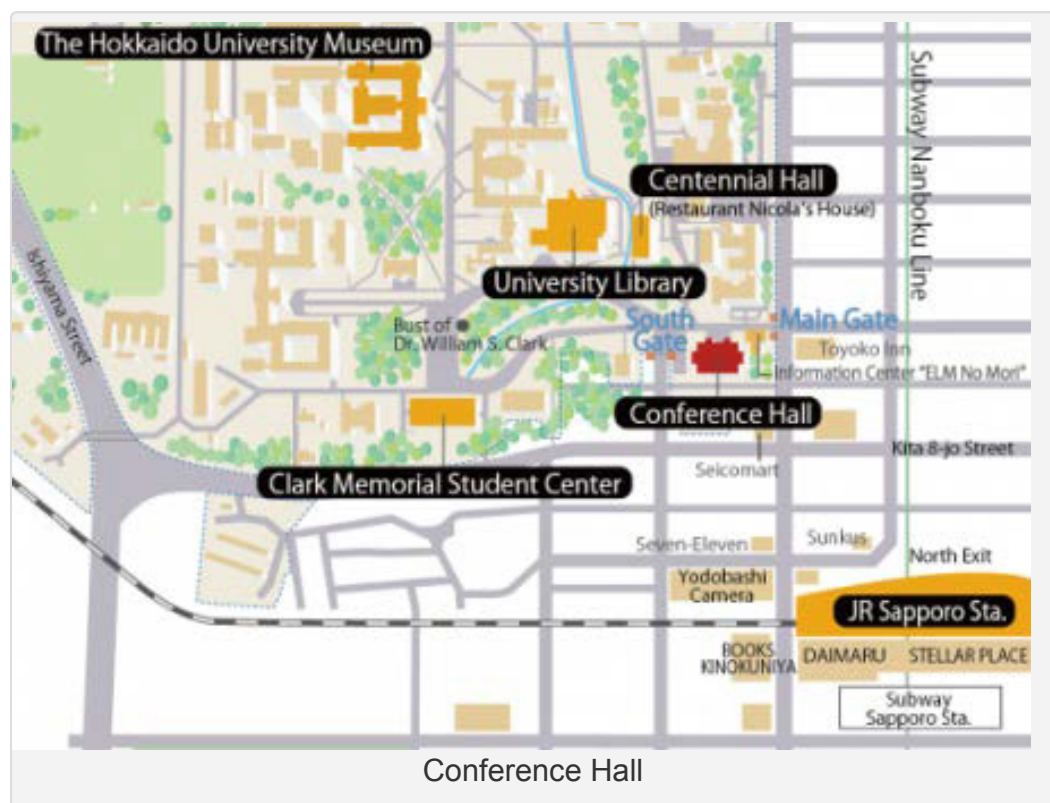 The Hokkaido University Museum
Subway Nanboku Line
Centennial Hall
(Restaurant Nicola's House)
Ishiyama Street
University Library
Bust of
Dr. William S. Clark
South
Gate
Main Gate
Toyoko Inn
Information Center "ELM No Mori"
Conference Hall
Kita 8-jo Street
Seicomart
Clark Memorial Student Center
Seven-Eleven
Sunkus
North Exit
Yodobashi
Camera
JR Sapporo Sta.
BOOKS
KINOKUNIYA
DAIMARU
STELLAR PLACE
Subway
Sapporo Sta.
Conference Hall